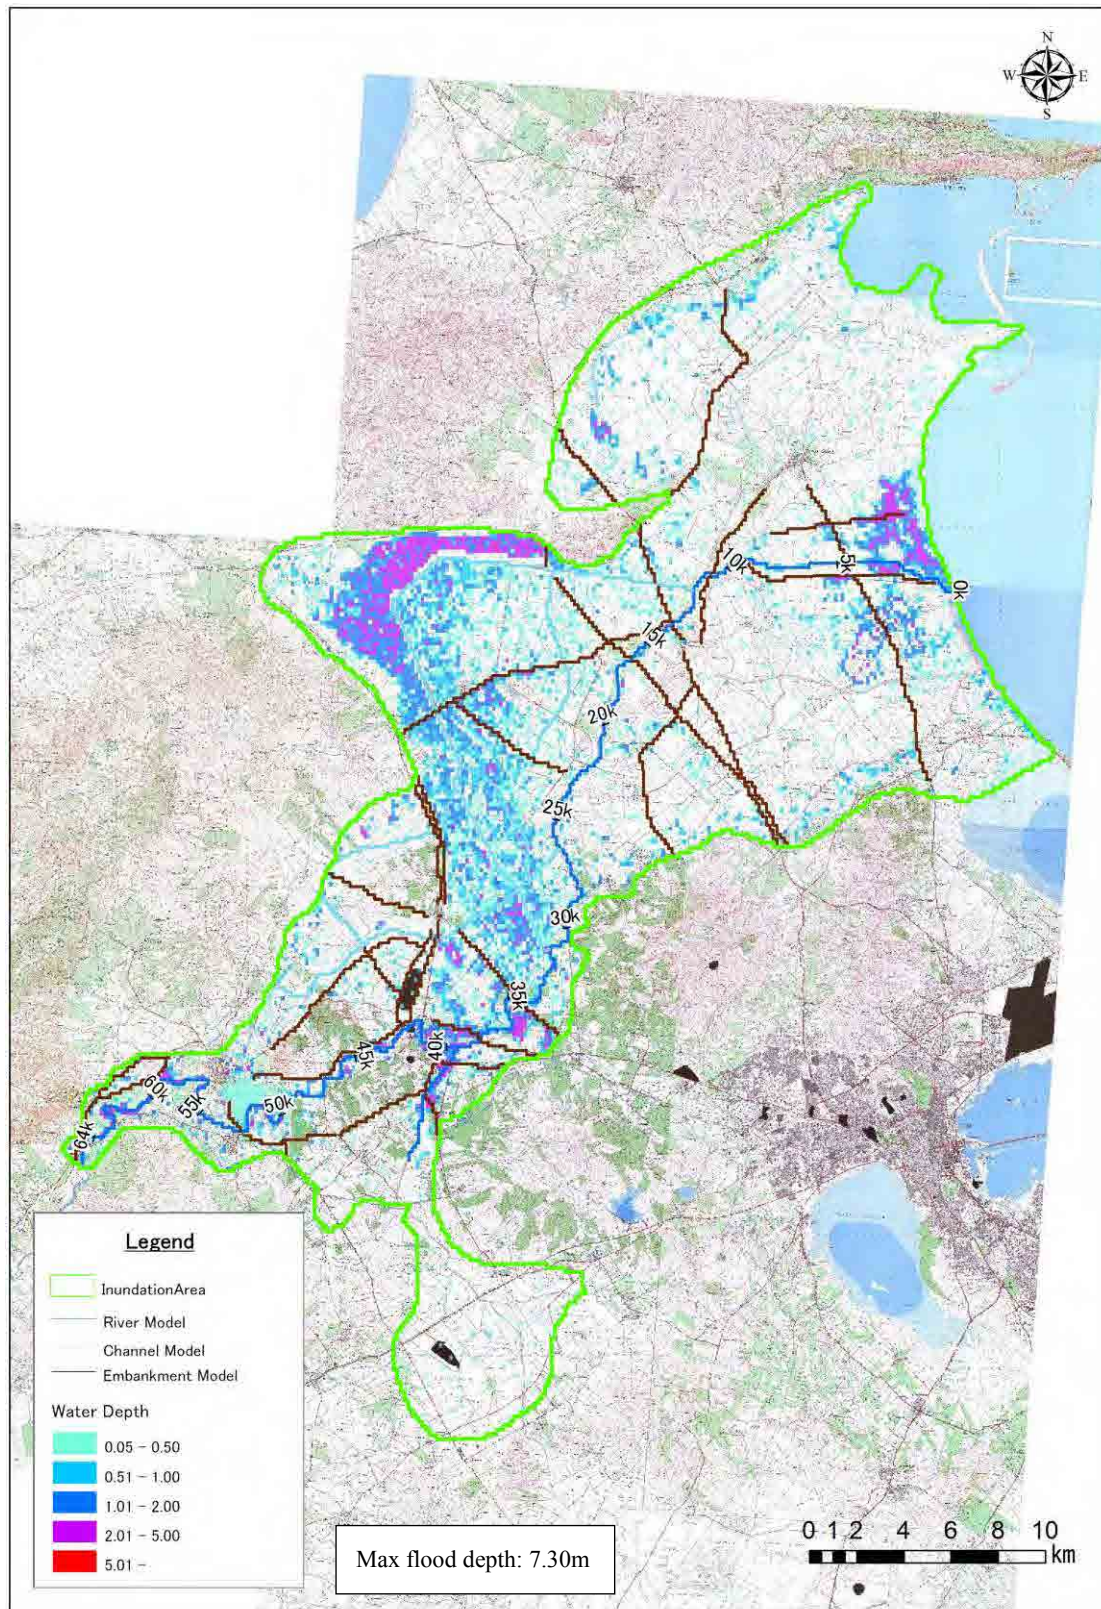 N
W E
S
10k
5k
0k
15k
20k
25k
30k
35k
40k
45k
60k
55k
50k
64k
Legend
InundationArea
River Model
Channel Model
Embankment Model
Water Depth
0.05 - 0.50
0.51 - 1.00
1.01 - 2.00
2.01 - 5.00
5.01 -
Max flood depth: 7.30m
0 1 2 4 6 8 10
km